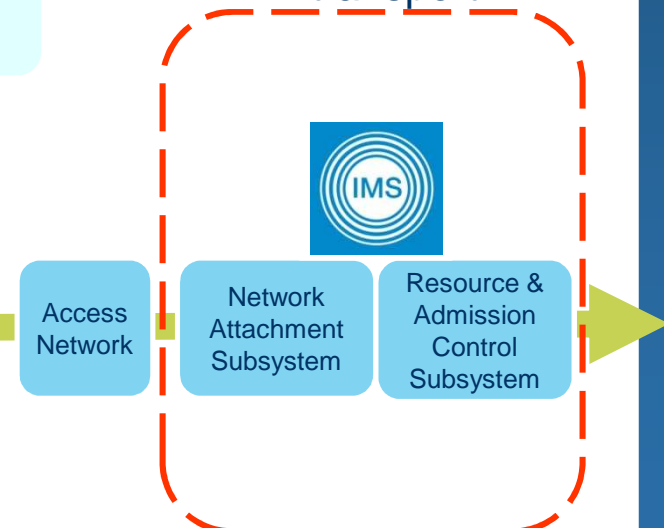 IMS
Access
Network
Network
Attachment
Subsystem
Resource &
Admission
Control
Subsystem